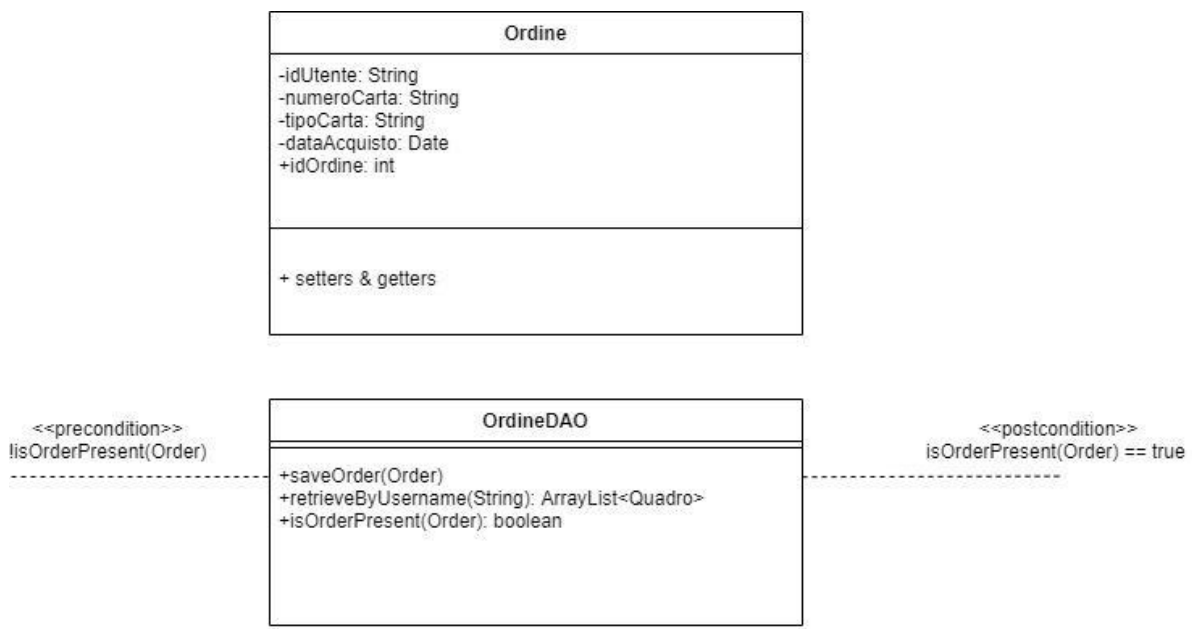 Ordine
-idUtente: String
-numeroCarta: String
-tipoCarta: String
-dataAcquisto: Date
+idOrdine: int
+ setters & getters
<<precondition>>
!isOrderPresent(Order)
OrdineDAO
+saveOrder(Order)
+retrieveByUsername(String): ArrayList<Quadro>
+isOrderPresent(Order): boolean
<<postcondition>>
isOrderPresent(Order) == true